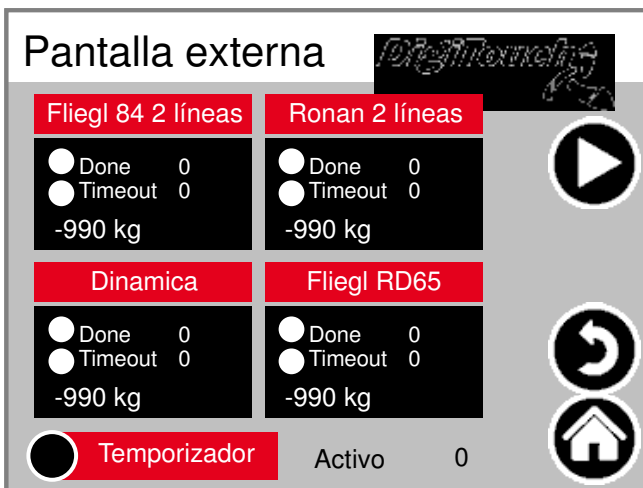 Pantalla externa
DigiTouch
Fliegl 84 2 líneas
Ronan 2 líneas
Done 0
Timeout 0
-990 kg
Done 0
Timeout 0
-990 kg
Dinamica
Fliegl RD65
Done 0
Timeout 0
-990 kg
Done 0
Timeout 0
-990 kg
Temporizador
Activo 0